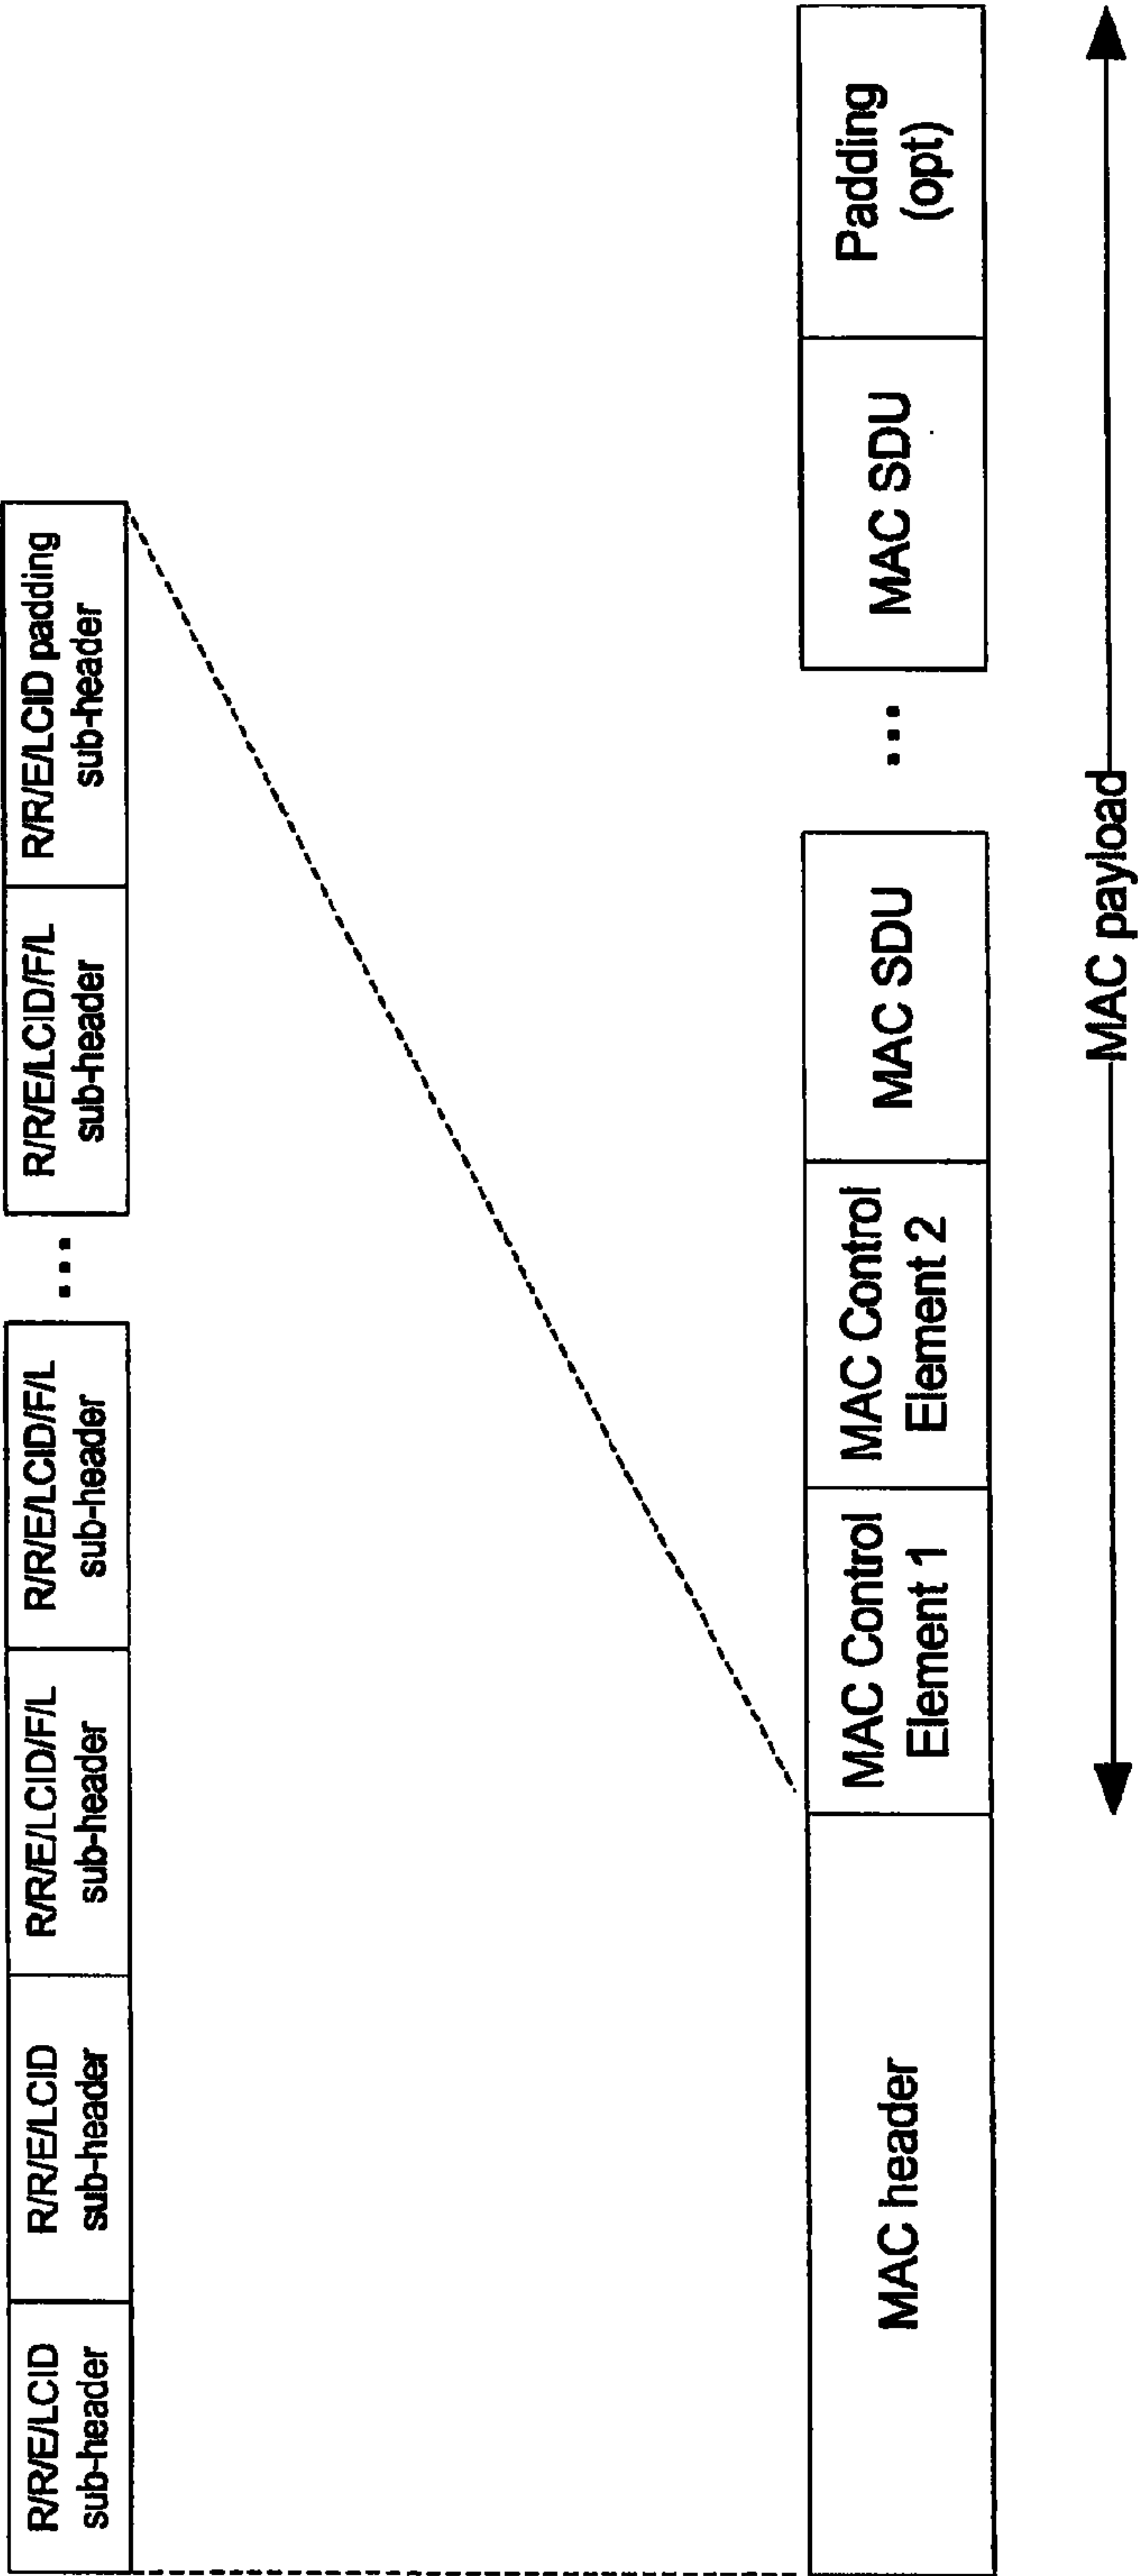 R/R/E/LCID
sub-header
R/R/E/LCID
sub-header
R/R/E/LCID/F/L
sub-header
R/R/E/LCID/F/L
sub-header
...
R/R/E/LCID/F/L
sub-header
R/R/E/LCID padding
sub-header
MAC header
MAC Control
Element 1
MAC Control
Element 2
MAC SDU
...
MAC SDU
Padding
(opt)
MAC payload